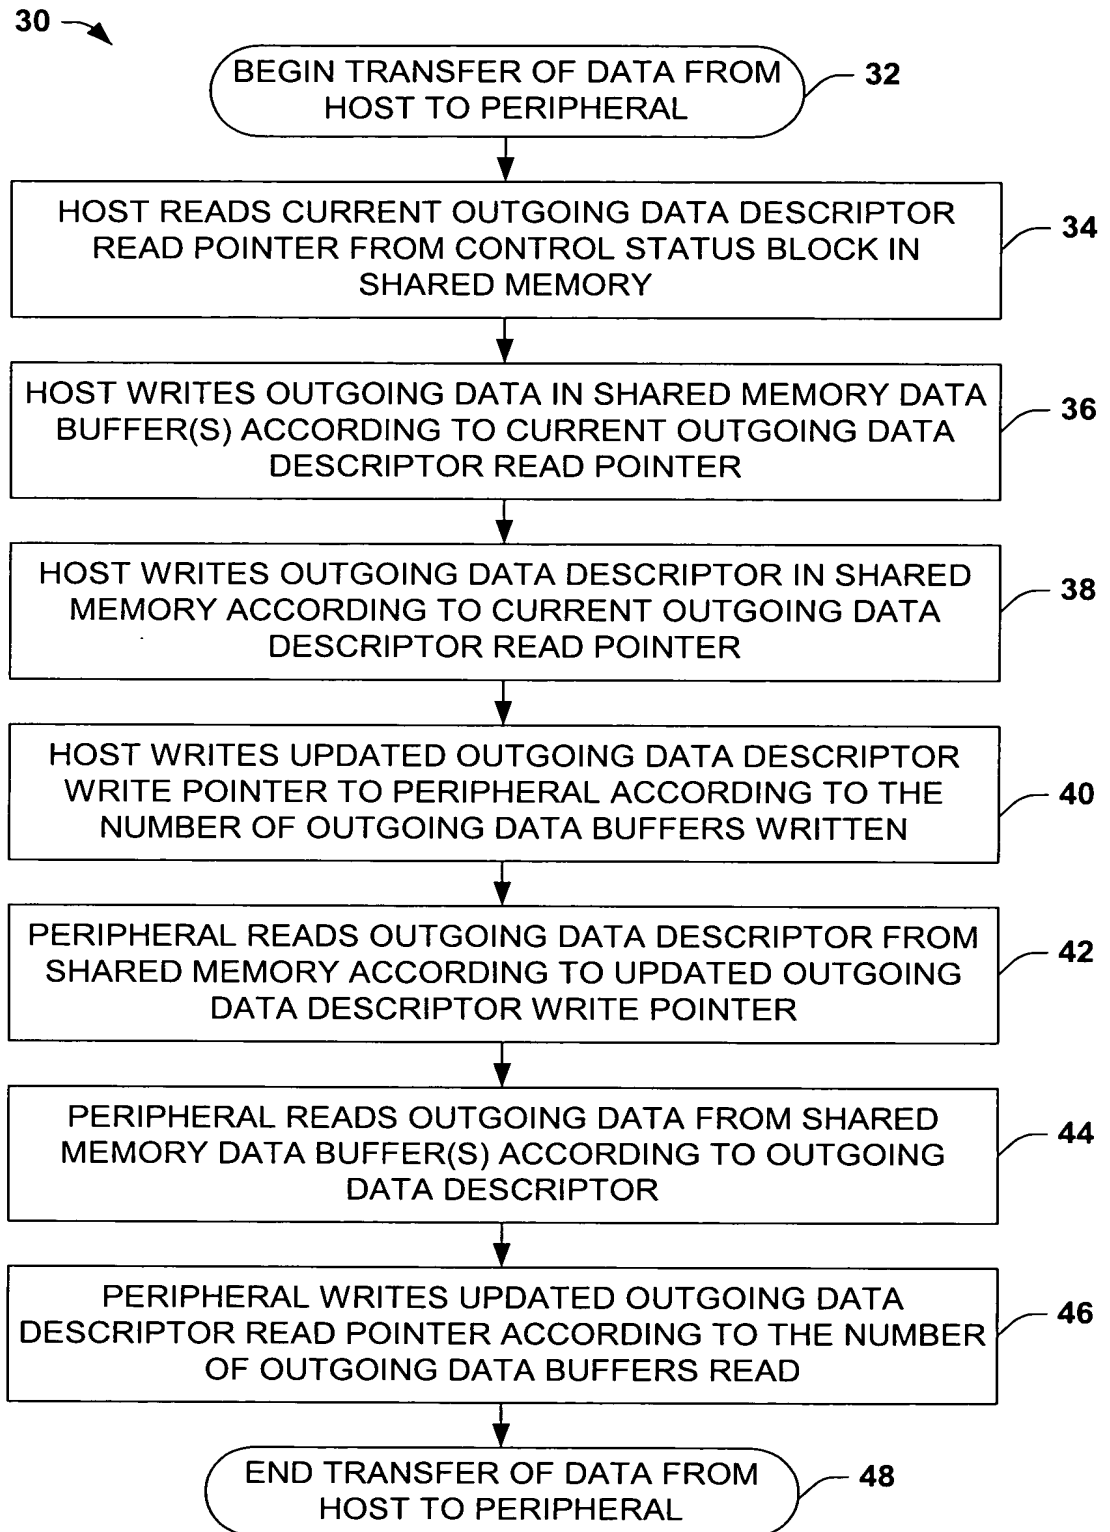 30
BEGIN TRANSFER OF DATA FROM
HOST TO PERIPHERAL
32
HOST READS CURRENT OUTGOING DATA DESCRIPTOR
READ POINTER FROM CONTROL STATUS BLOCK IN
SHARED MEMORY
34
HOST WRITES OUTGOING DATA IN SHARED MEMORY DATA
BUFFER(S) ACCORDING TO CURRENT OUTGOING DATA
DESCRIPTOR READ POINTER
36
HOST WRITES OUTGOING DATA DESCRIPTOR IN SHARED
MEMORY ACCORDING TO CURRENT OUTGOING DATA
DESCRIPTOR READ POINTER
38
HOST WRITES UPDATED OUTGOING DATA DESCRIPTOR
WRITE POINTER TO PERIPHERAL ACCORDING TO THE
NUMBER OF OUTGOING DATA BUFFERS WRITTEN
40
PERIPHERAL READS OUTGOING DATA DESCRIPTOR FROM
SHARED MEMORY ACCORDING TO UPDATED OUTGOING
DATA DESCRIPTOR WRITE POINTER
42
PERIPHERAL READS OUTGOING DATA FROM SHARED
MEMORY DATA BUFFER(S) ACCORDING TO OUTGOING
DATA DESCRIPTOR
44
PERIPHERAL WRITES UPDATED OUTGOING DATA
DESCRIPTOR READ POINTER ACCORDING TO THE NUMBER
OF OUTGOING DATA BUFFERS READ
46
END TRANSFER OF DATA FROM
HOST TO PERIPHERAL
48